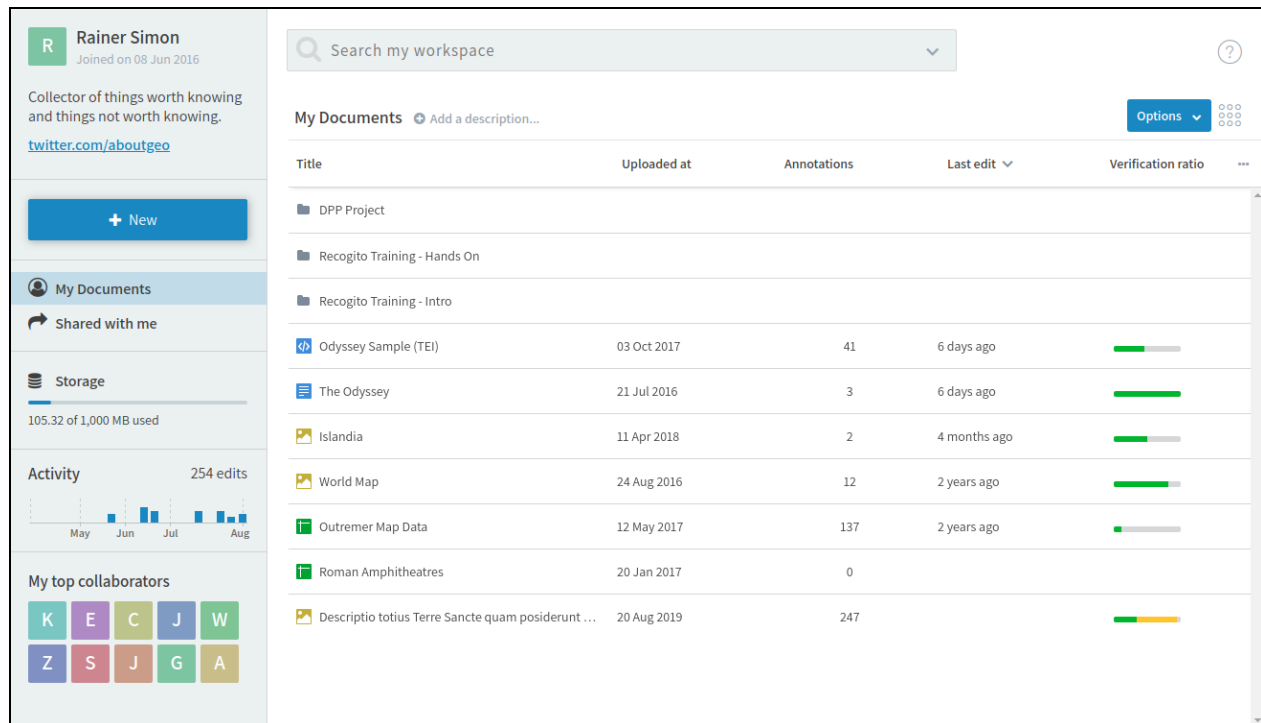 R
Rainer Simon
Joined on 08 Jun 2016
Collector of things worth knowing
and things not worth knowing.
twitter.com/aboutgeo
+ New
My Documents
Shared with me
Storage
105.32 of 1,000 MB used
Activity 254 edits
May Jun Jul Aug
My top collaborators
K E C J W
Z S J G A
Search my workspace
?
My Documents Add a description...
Options
Title Uploaded at Annotations Last edit Verification ratio ...
DPP Project
Recogito Training - Hands On
Recogito Training - Intro
Odyssey Sample (TEI) 03 Oct 2017 41 6 days ago
The Odyssey 21 Jul 2016 3 6 days ago
Islandia 11 Apr 2018 2 4 months ago
World Map 24 Aug 2016 12 2 years ago
Outremer Map Data 12 May 2017 137 2 years ago
Roman Amphitheatres 20 Jan 2017 0
Descriptio totius Terre Sancte quam posiderunt ... 20 Aug 2019 247